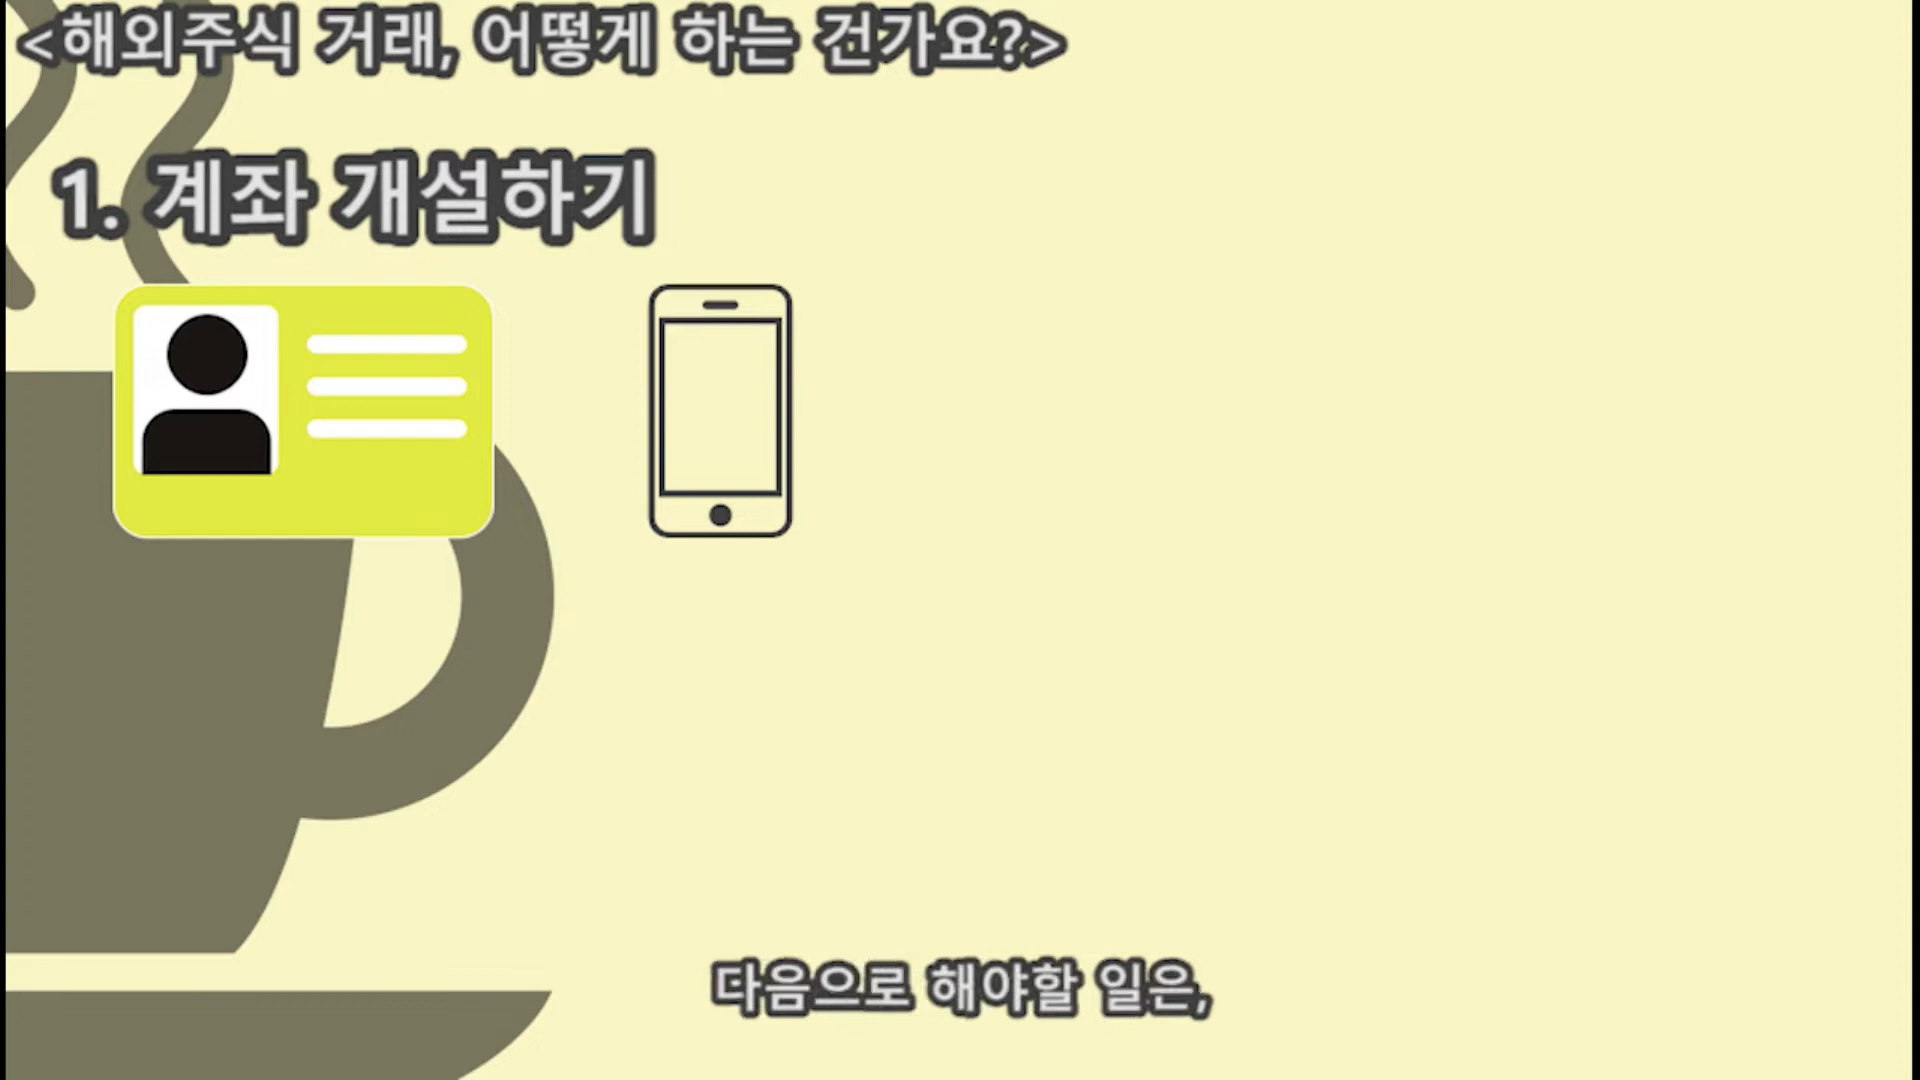 <해외주식 거래, 어떻게 하는 건가요?>
1. 계좌 개설하기
다음으로 해야할 일은,